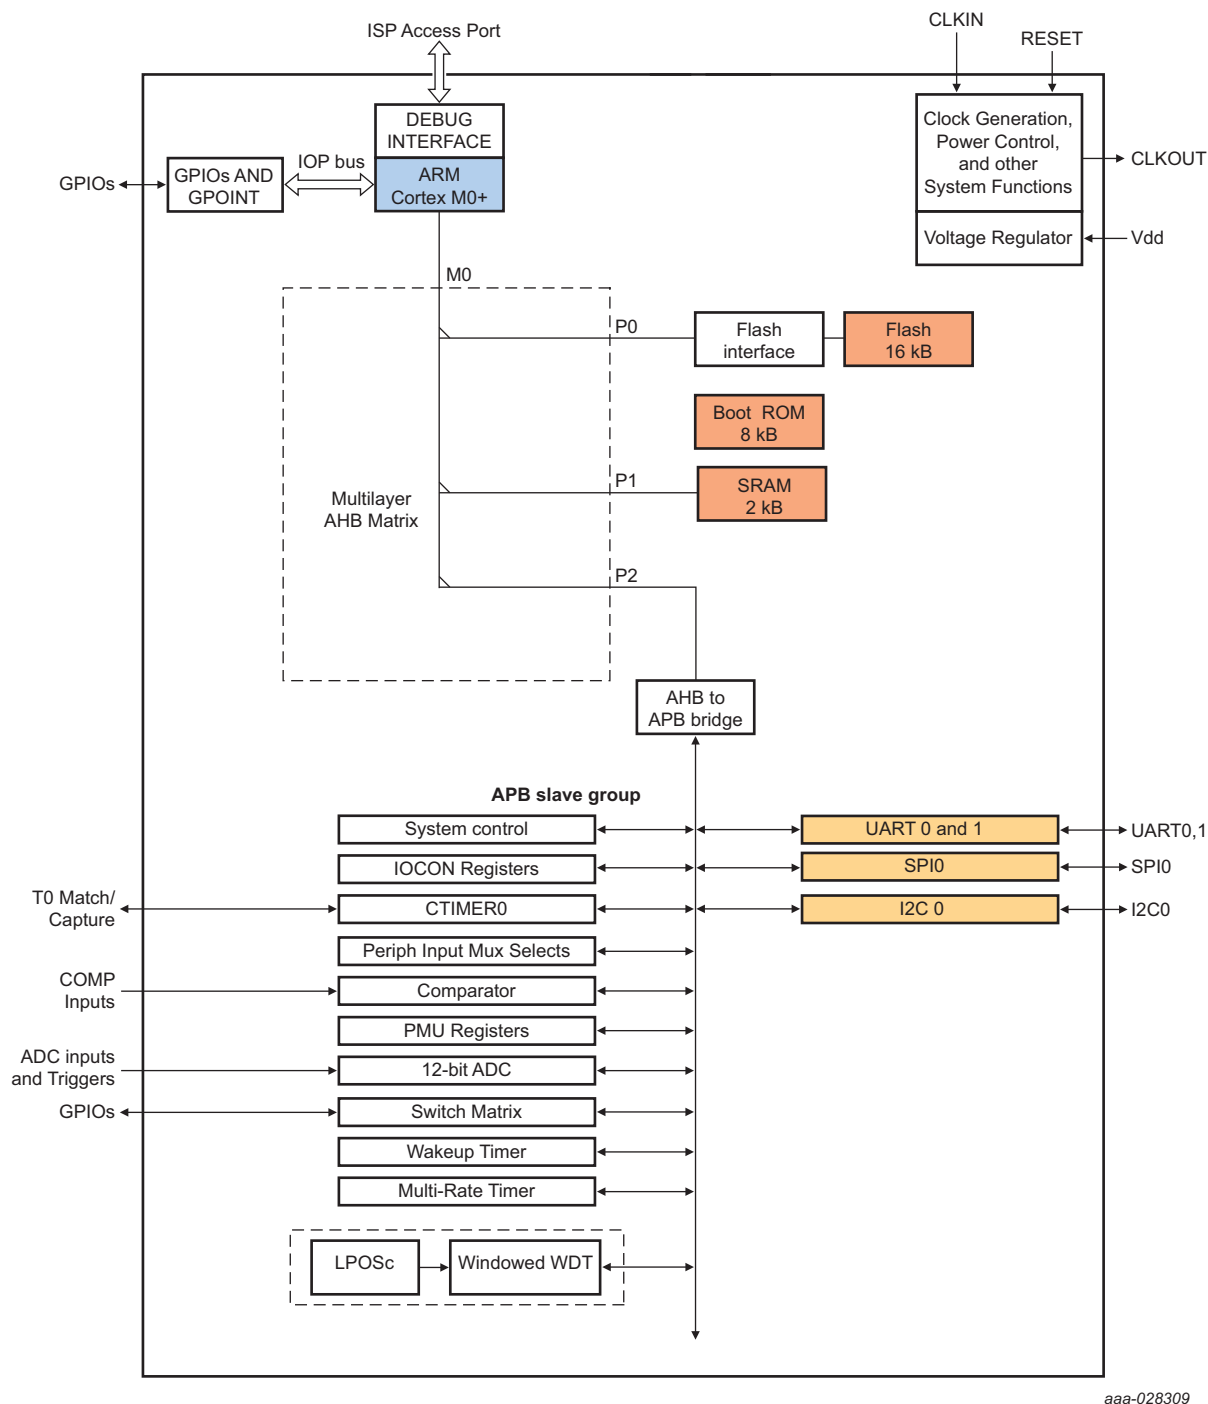 ISP Access Port
CLKIN
RESET
DEBUG
INTERFACE
Clock Generation,
Power Control,
and other
System Functions
CLKOUT
GPIOs
GPIOs AND
GPOINT
IOP bus
ARM
Cortex M0+
Voltage Regulator
Vdd
M0
P0
Flash
interface
Flash
16 kB
Boot ROM
8 kB
Multilayer
AHB Matrix
P1
SRAM
2 kB
P2
AHB to
APB bridge
APB slave group
System control
UART 0 and 1
UART0,1
IOCON Registers
SPI0
SPI0
T0 Match/
Capture
CTIMER0
I2C 0
I2C0
Periph Input Mux Selects
COMP
Inputs
Comparator
PMU Registers
ADC inputs
and Triggers
12-bit ADC
GPIOs
Switch Matrix
Wakeup Timer
Multi-Rate Timer
LPOSc
Windowed WDT
aaa-028309